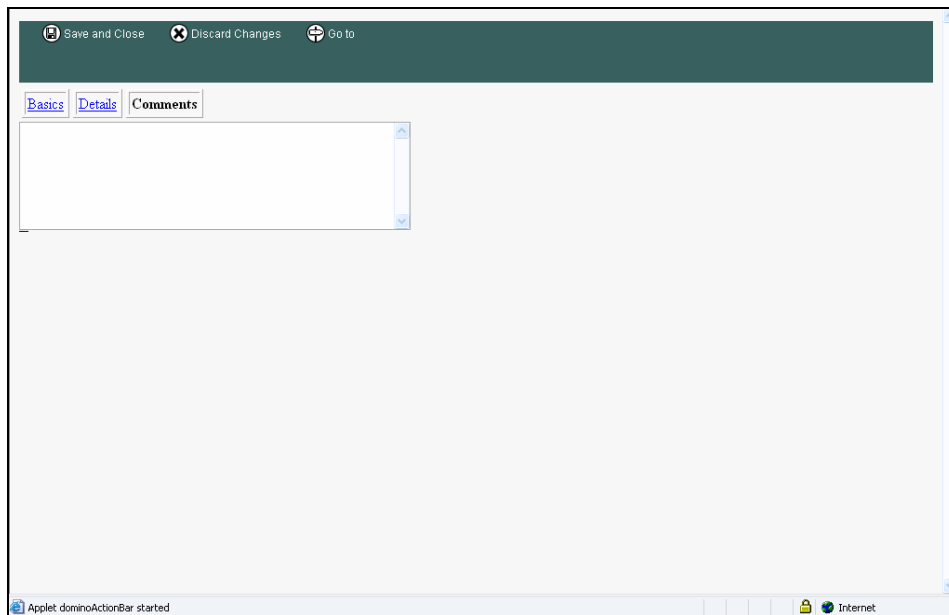 Save and Close Discard Changes Go to
Basics Details Comments
Applet dominoActionBar started Internet